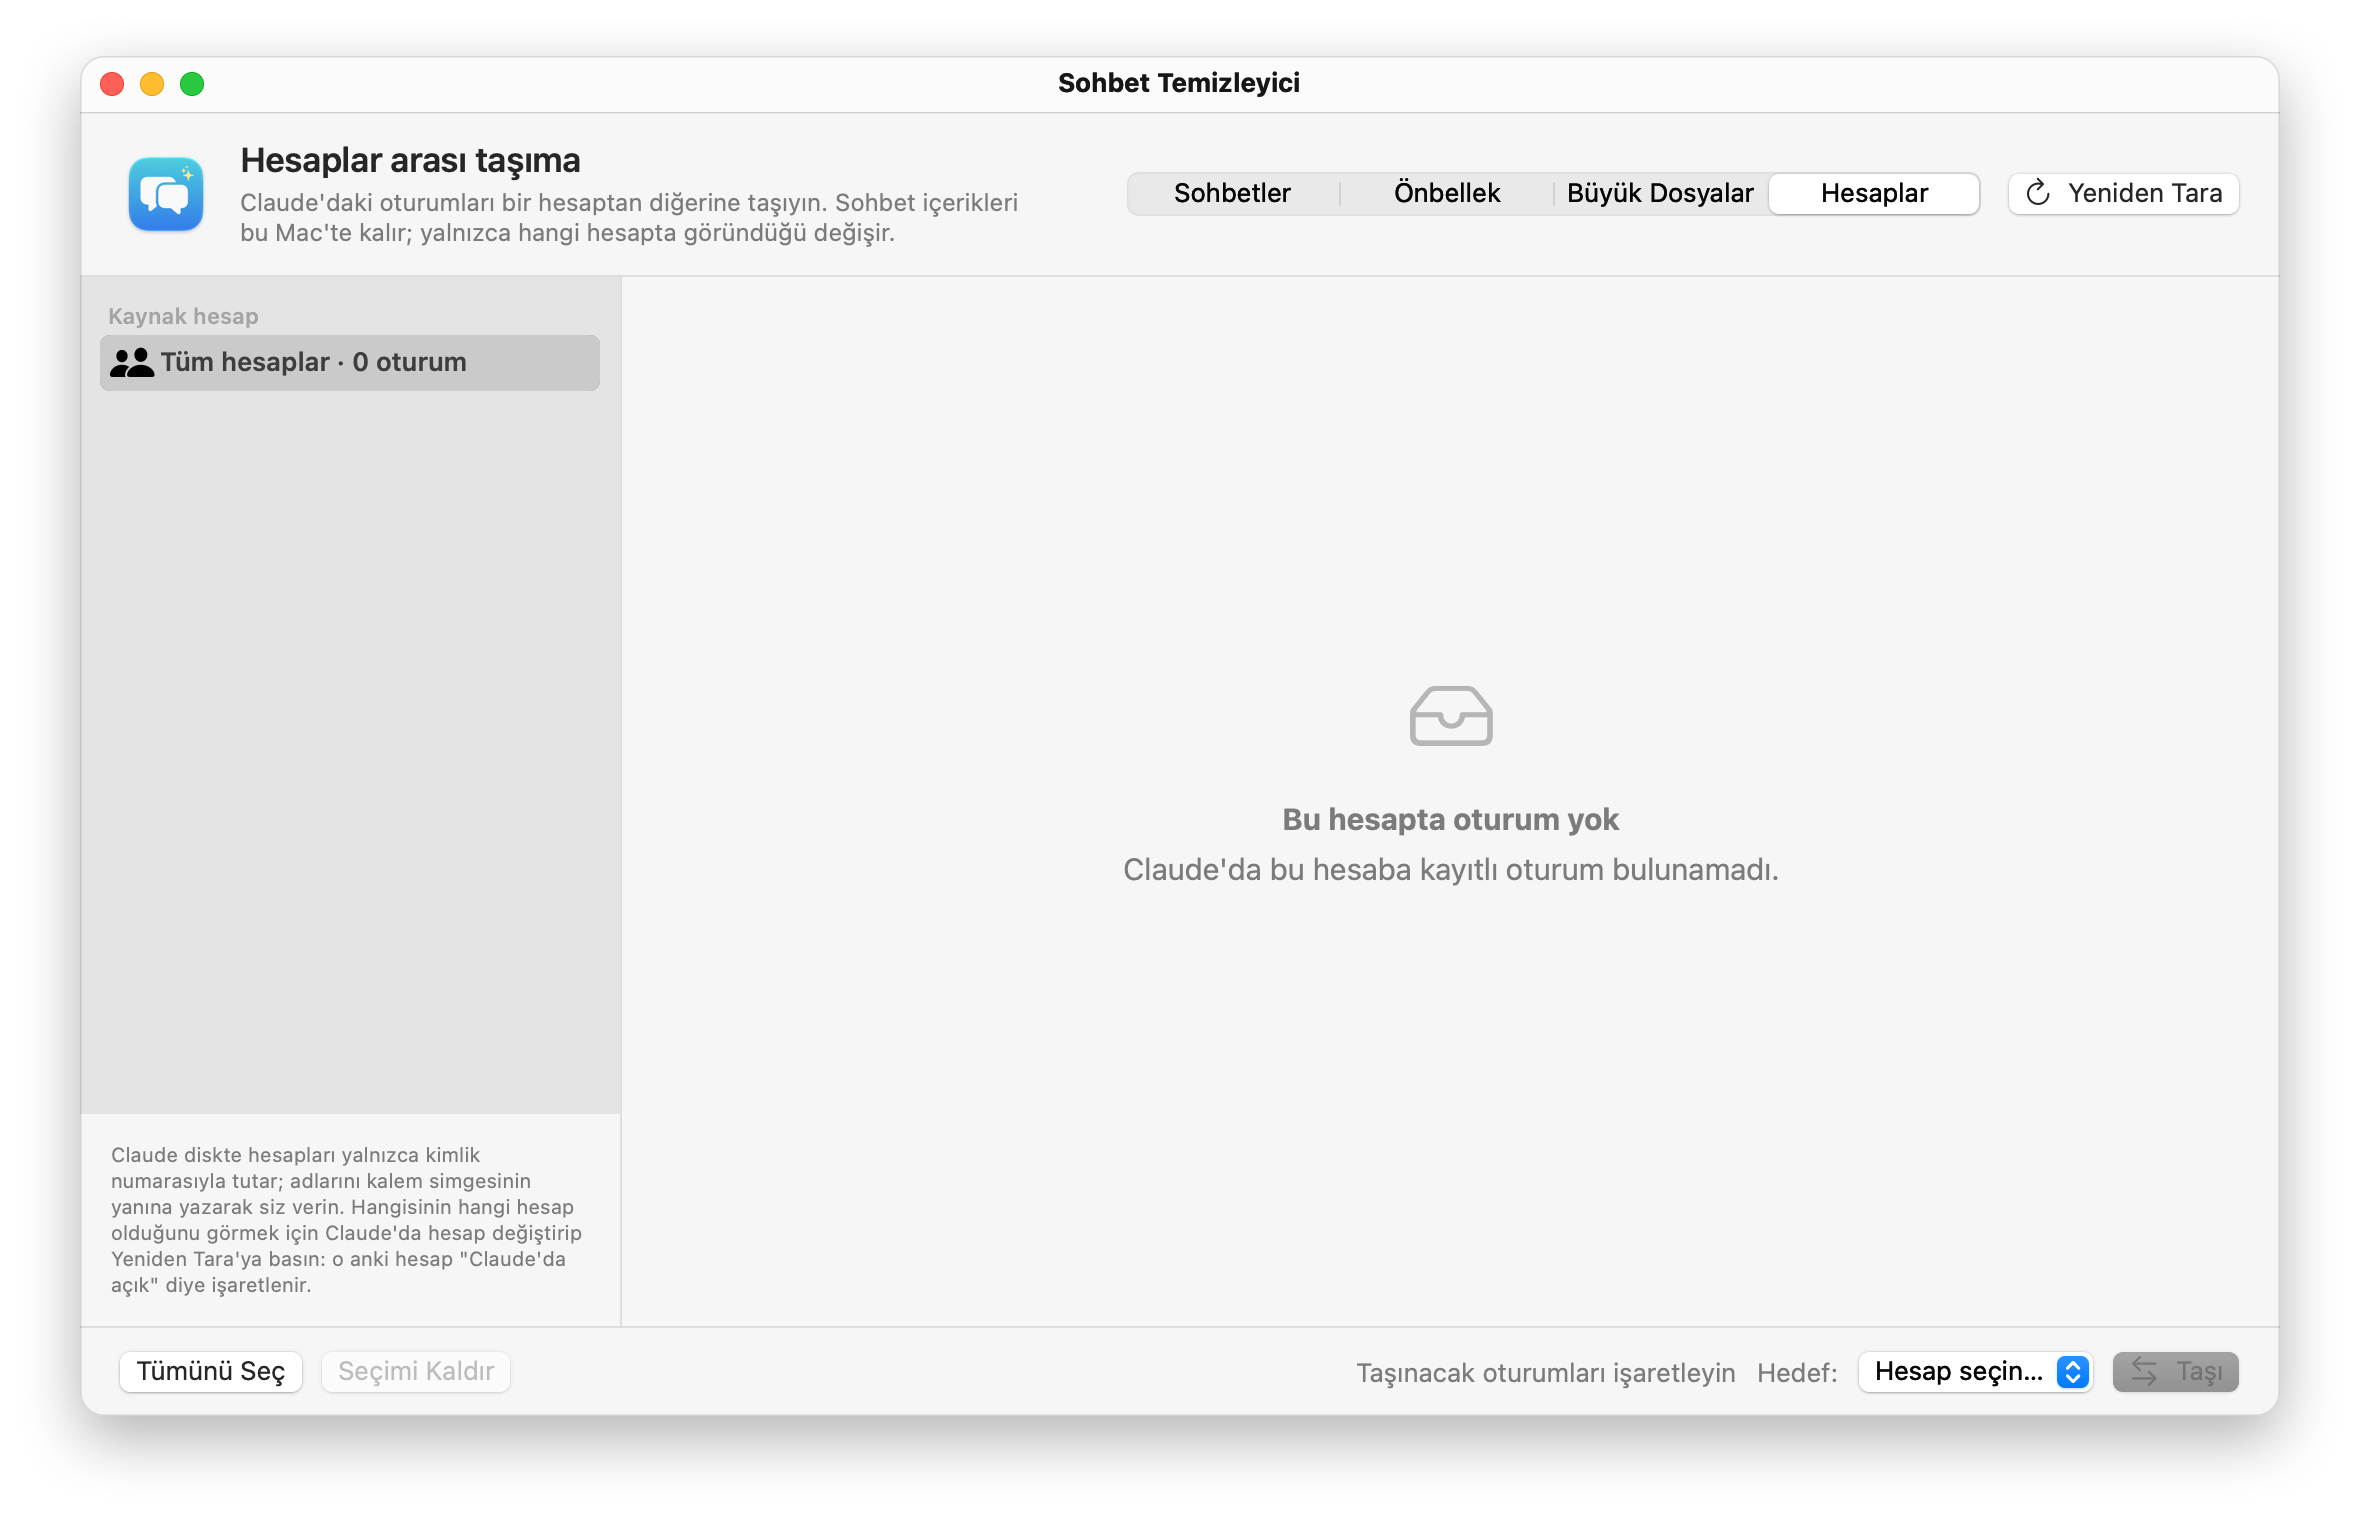 Sohbet Temizleyici
Hesaplar arası taşıma
Claude'daki oturumları bir hesaptan diğerine taşıyın. Sohbet içerikleri
bu Mac'te kalır; yalnızca hangi hesapta göründüğü değişir.
Sohbetler
Önbellek
Büyük Dosyalar
Hesaplar
Yeniden Tara
Kaynak hesap
Tüm hesaplar · 0 oturum
Bu hesapta oturum yok
Claude'da bu hesaba kayıtlı oturum bulunamadı.
Claude diskte hesapları yalnızca kimlik
numarasıyla tutar; adlarını kalem simgesinin
yanına yazarak siz verin. Hangisinin hangi hesap
olduğunu görmek için Claude'da hesap değiştirip
Yeniden Tara'ya basın: o anki hesap "Claude'da
açık" diye işaretlenir.
Tümünü Seç
Seçimi Kaldır
Taşınacak oturumları işaretleyin
Hedef:
Hesap seçin...
Taşı